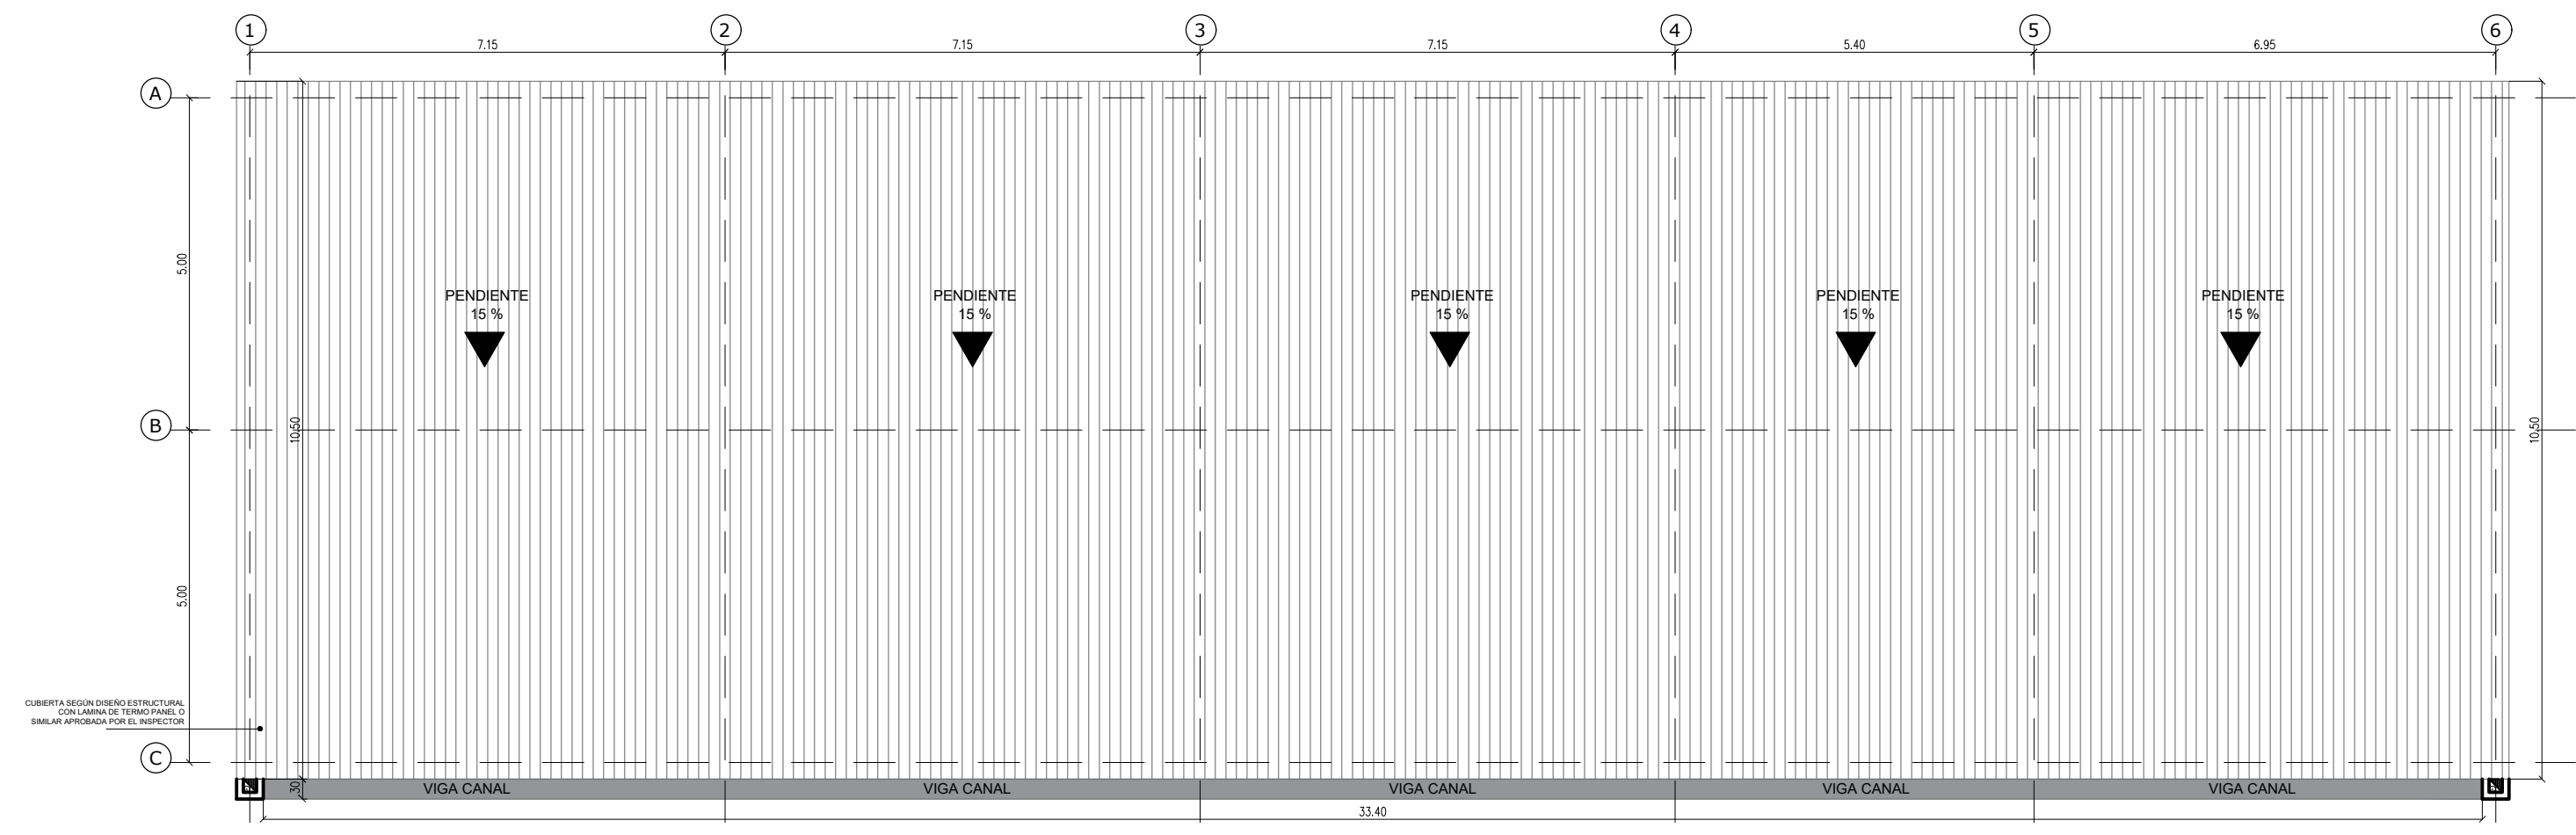 1 2 3 4 5 6
7.15 7.15 7.15 5.40 6.95
A
5.00
PENDIENTE PENDIENTE PENDIENTE PENDIENTE PENDIENTE
15 % 15 % 15 % 15 % 15 %
B
10.50 10.50
5.00
CUBIERTA SEGÚN DISEÑO ESTRUCTURAL
CON LAMINA DE TERMO PANEL O
SIMILAR APROBADA POR EL INSPECTOR
C
.30
VIGA CANAL VIGA CANAL VIGA CANAL VIGA CANAL VIGA CANAL
33.40